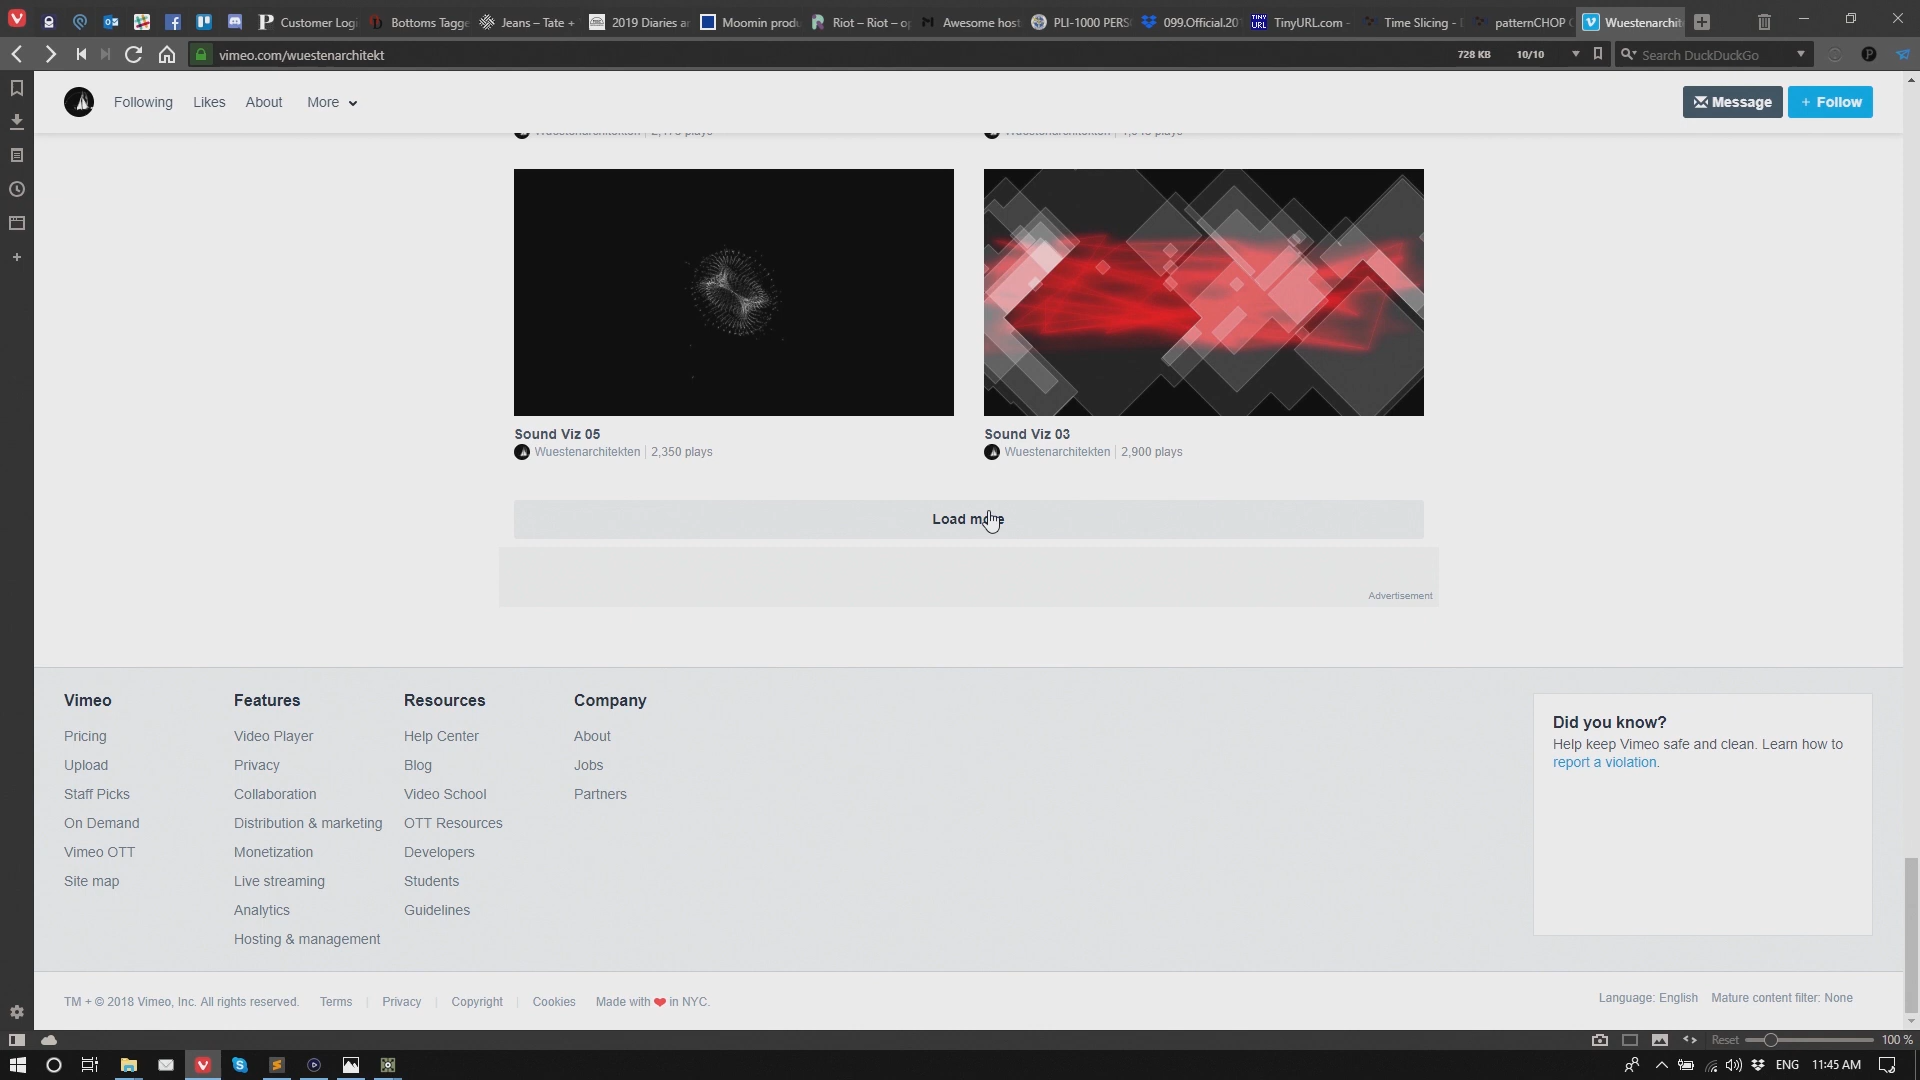 Customer Logi
Bottoms Tagge
Jeans – Tate +
2019 Diaries a
Moomin produ
Riot – Riot – o
Awesome host
PLI-1000 PERS
099.Official.20
TINY URL
TinyURL.com -
Time Slicing -
patternCHOP
Wuestenarchit
vimeo.com/wuestenarchitekt
728 KB
10/10
Search DuckDuckGo
Following
Likes
About
More
Message
+ Follow
Sound Viz 05
Wuestenarchitekten | 2,350 plays
Sound Viz 03
Wuestenarchitekten | 2,900 plays
Load more
Advertisement
Vimeo
Pricing
Upload
Staff Picks
On Demand
Vimeo OTT
Site map
Features
Video Player
Privacy
Collaboration
Distribution & marketing
Monetization
Live streaming
Analytics
Hosting & management
Resources
Help Center
Blog
Video School
OTT Resources
Developers
Students
Guidelines
Company
About
Jobs
Partners
Did you know?
Help keep Vimeo safe and clean. Learn how to
report a violation.
TM + © 2018 Vimeo, Inc. All rights reserved.
Terms
Privacy
Copyright
Cookies
Made with ❤ in NYC.
Language: English
Mature content filter: None
Reset
100 %
ENG
11:45 AM